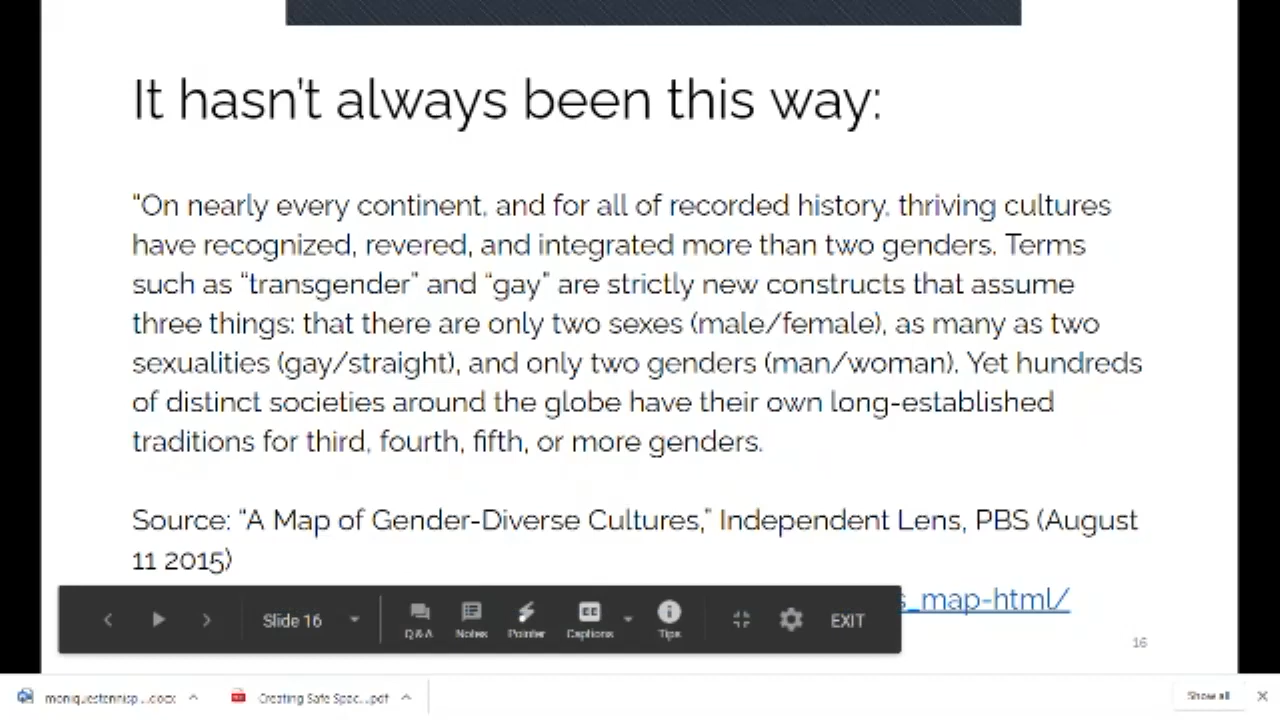 It hasn't always been this way:
“On nearly every continent, and for all of recorded history, thriving cultures
have recognized, revered, and integrated more than two genders. Terms
such as “transgender” and “gay” are strictly new constructs that assume
three things: that there are only two sexes (male/female), as many as two
sexualities (gay/straight), and only two genders (man/woman). Yet hundreds
of distinct societies around the globe have their own long-established
traditions for third, fourth, fifth, or more genders.
Source: “A Map of Gender-Diverse Cultures,” Independent Lens, PBS (August
11 2015)
s_map-html/
Slide 16 Q&A Notes Pointer Captions Tips EXIT
16
moniquestennisp....docx Creating Safe Spac....pdf Show all